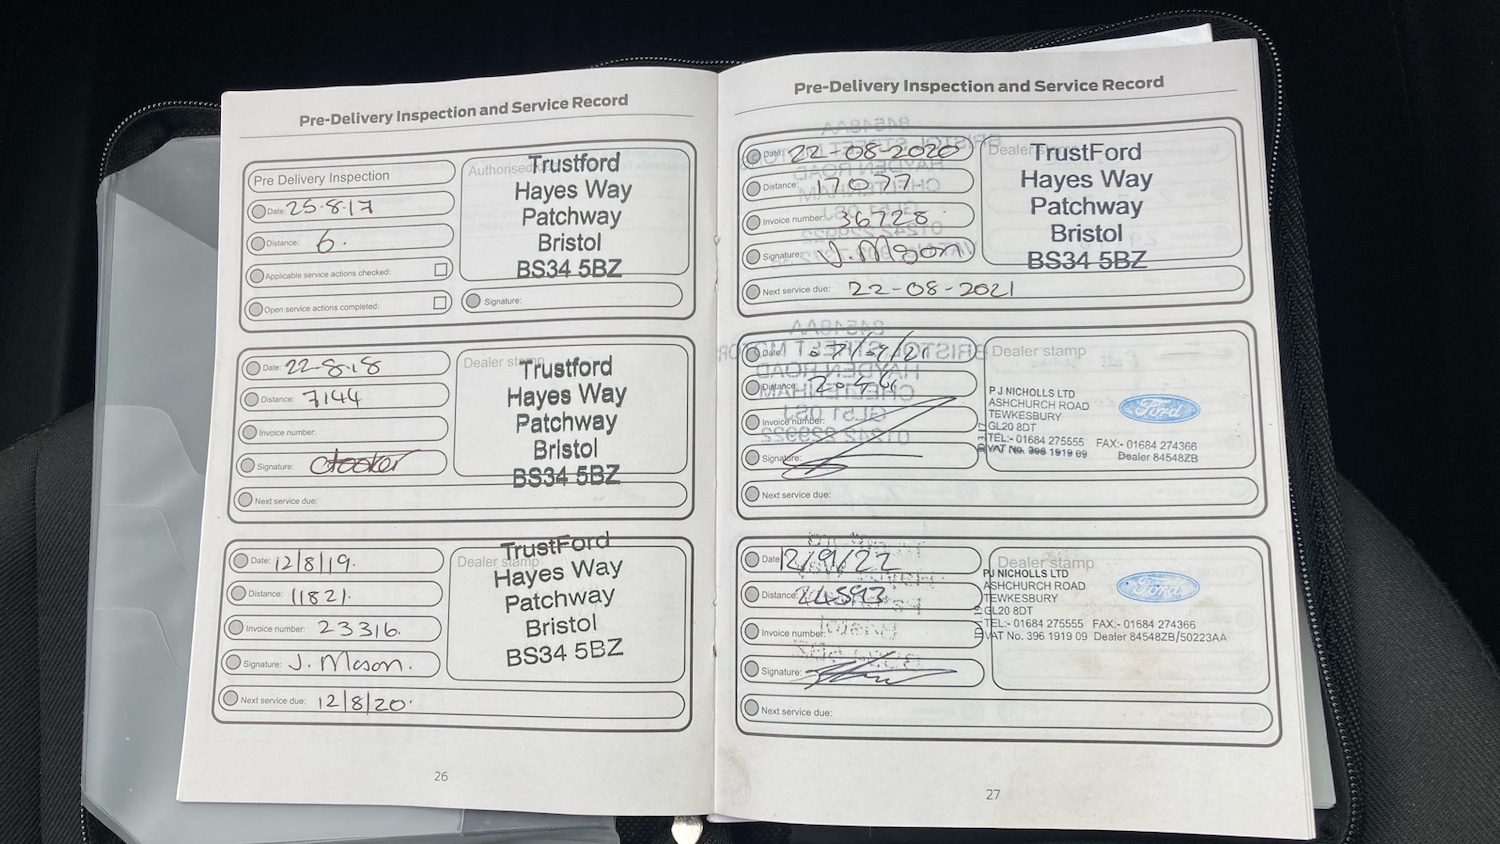 Pre-Delivery Inspection and Service Record
Pre Delivery Inspection
Date: 25.8.17
Distance: 6.
Applicable service actions checked:
Open service actions completed:
Authorised
Trustford
Hayes Way
Patchway
Bristol
BS34 5BZ
Signature:
Date: 22-8-18
Distance: 7144
Invoice number:
Signature:
Next service due:
Dealer stamp
Trustford
Hayes Way
Patchway
Bristol
BS34 5BZ
Date: 12/8/19.
Distance: 11821.
Invoice number: 23316.
Signature: J. Mason.
Next service due: 12/8/20.
Dealer stamp
TrustFord
Hayes Way
Patchway
Bristol
BS34 5BZ
26
Pre-Delivery Inspection and Service Record
Date: 22-08-2020
Distance: 17077
Invoice number: 36728.
Signature: J. Mason
Next service due: 22-08-2021
Dealer stamp
TrustFord
Hayes Way
Patchway
Bristol
BS34 5BZ
Date:
Distance:
Invoice number:
Signature:
Next service due:
Dealer stamp
P J NICHOLLS LTD
ASHCHURCH ROAD
TEWKESBURY
GL20 8DT
TEL:- 01684 275555 FAX:- 01684 274366
VAT No. 396 1919 09 Dealer 84548ZB
Ford
Date: 12/9/22
Distance: 24593
Invoice number:
Signature:
Next service due:
Dealer stamp
PJ NICHOLLS LTD
ASHCHURCH ROAD
TEWKESBURY
GL20 8DT
TEL:- 01684 275555 FAX:- 01684 274366
VAT No. 396 1919 09 Dealer 84548ZB/50223AA
Ford
27